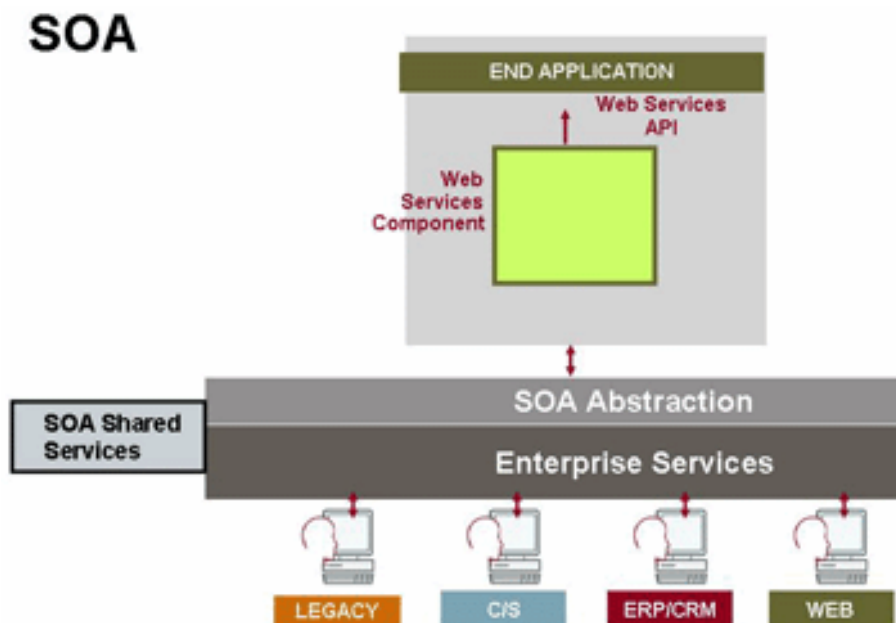 SOA
END APPLICATION
Web Services
API
Web
Services
Component
SOA Abstraction
SOA Shared
Services
Enterprise Services
LEGACY
C/S
ERP/CRM
WEB